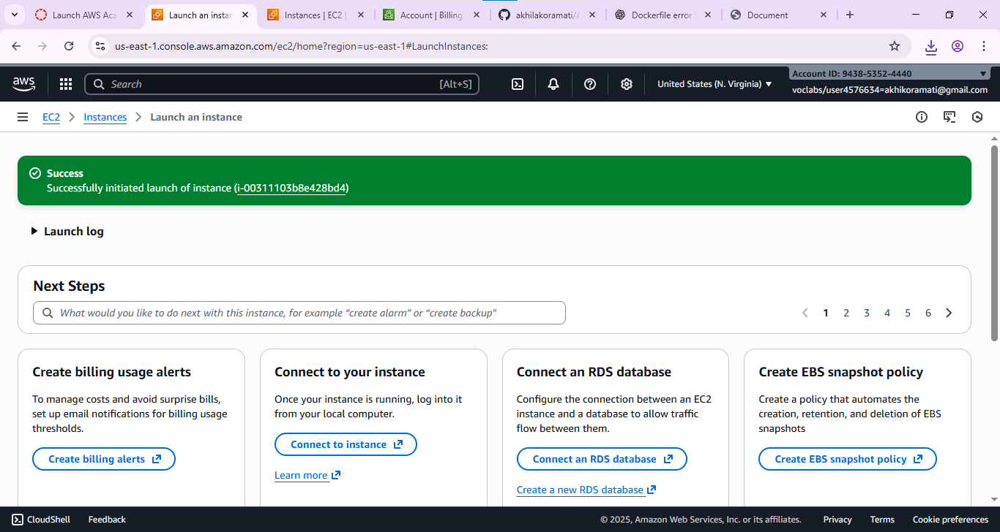 Launch AWS Aca
Launch an instan
Instances | EC2 |
Account | Billing
akhilakoramati/A
Dockerfile error
Document
us-east-1.console.aws.amazon.com/ec2/home?region=us-east-1#LaunchInstances:
aws
Search
[Alt+S]
United States (N. Virginia)
Account ID: 9438-5352-4440
voclabs/user4576634=akhikoramati@gmail.com
EC2
Instances
Launch an instance
Success
Successfully initiated launch of instance (i-00311103b8e428bd4)
Launch log
Next Steps
What would you like to do next with this instance, for example “create alarm” or “create backup"
1 2 3 4 5 6
Create billing usage alerts
To manage costs and avoid surprise bills,
set up email notifications for billing usage
thresholds.
Create billing alerts
Connect to your instance
Once your instance is running, log into it
from your local computer.
Connect to instance
Learn more
Connect an RDS database
Configure the connection between an EC2
instance and a database to allow traffic
flow between them.
Connect an RDS database
Create a new RDS database
Create EBS snapshot policy
Create a policy that automates the
creation, retention, and deletion of EBS
snapshots
Create EBS snapshot policy
CloudShell
Feedback
© 2025, Amazon Web Services, Inc. or its affiliates.
Privacy
Terms
Cookie preferences